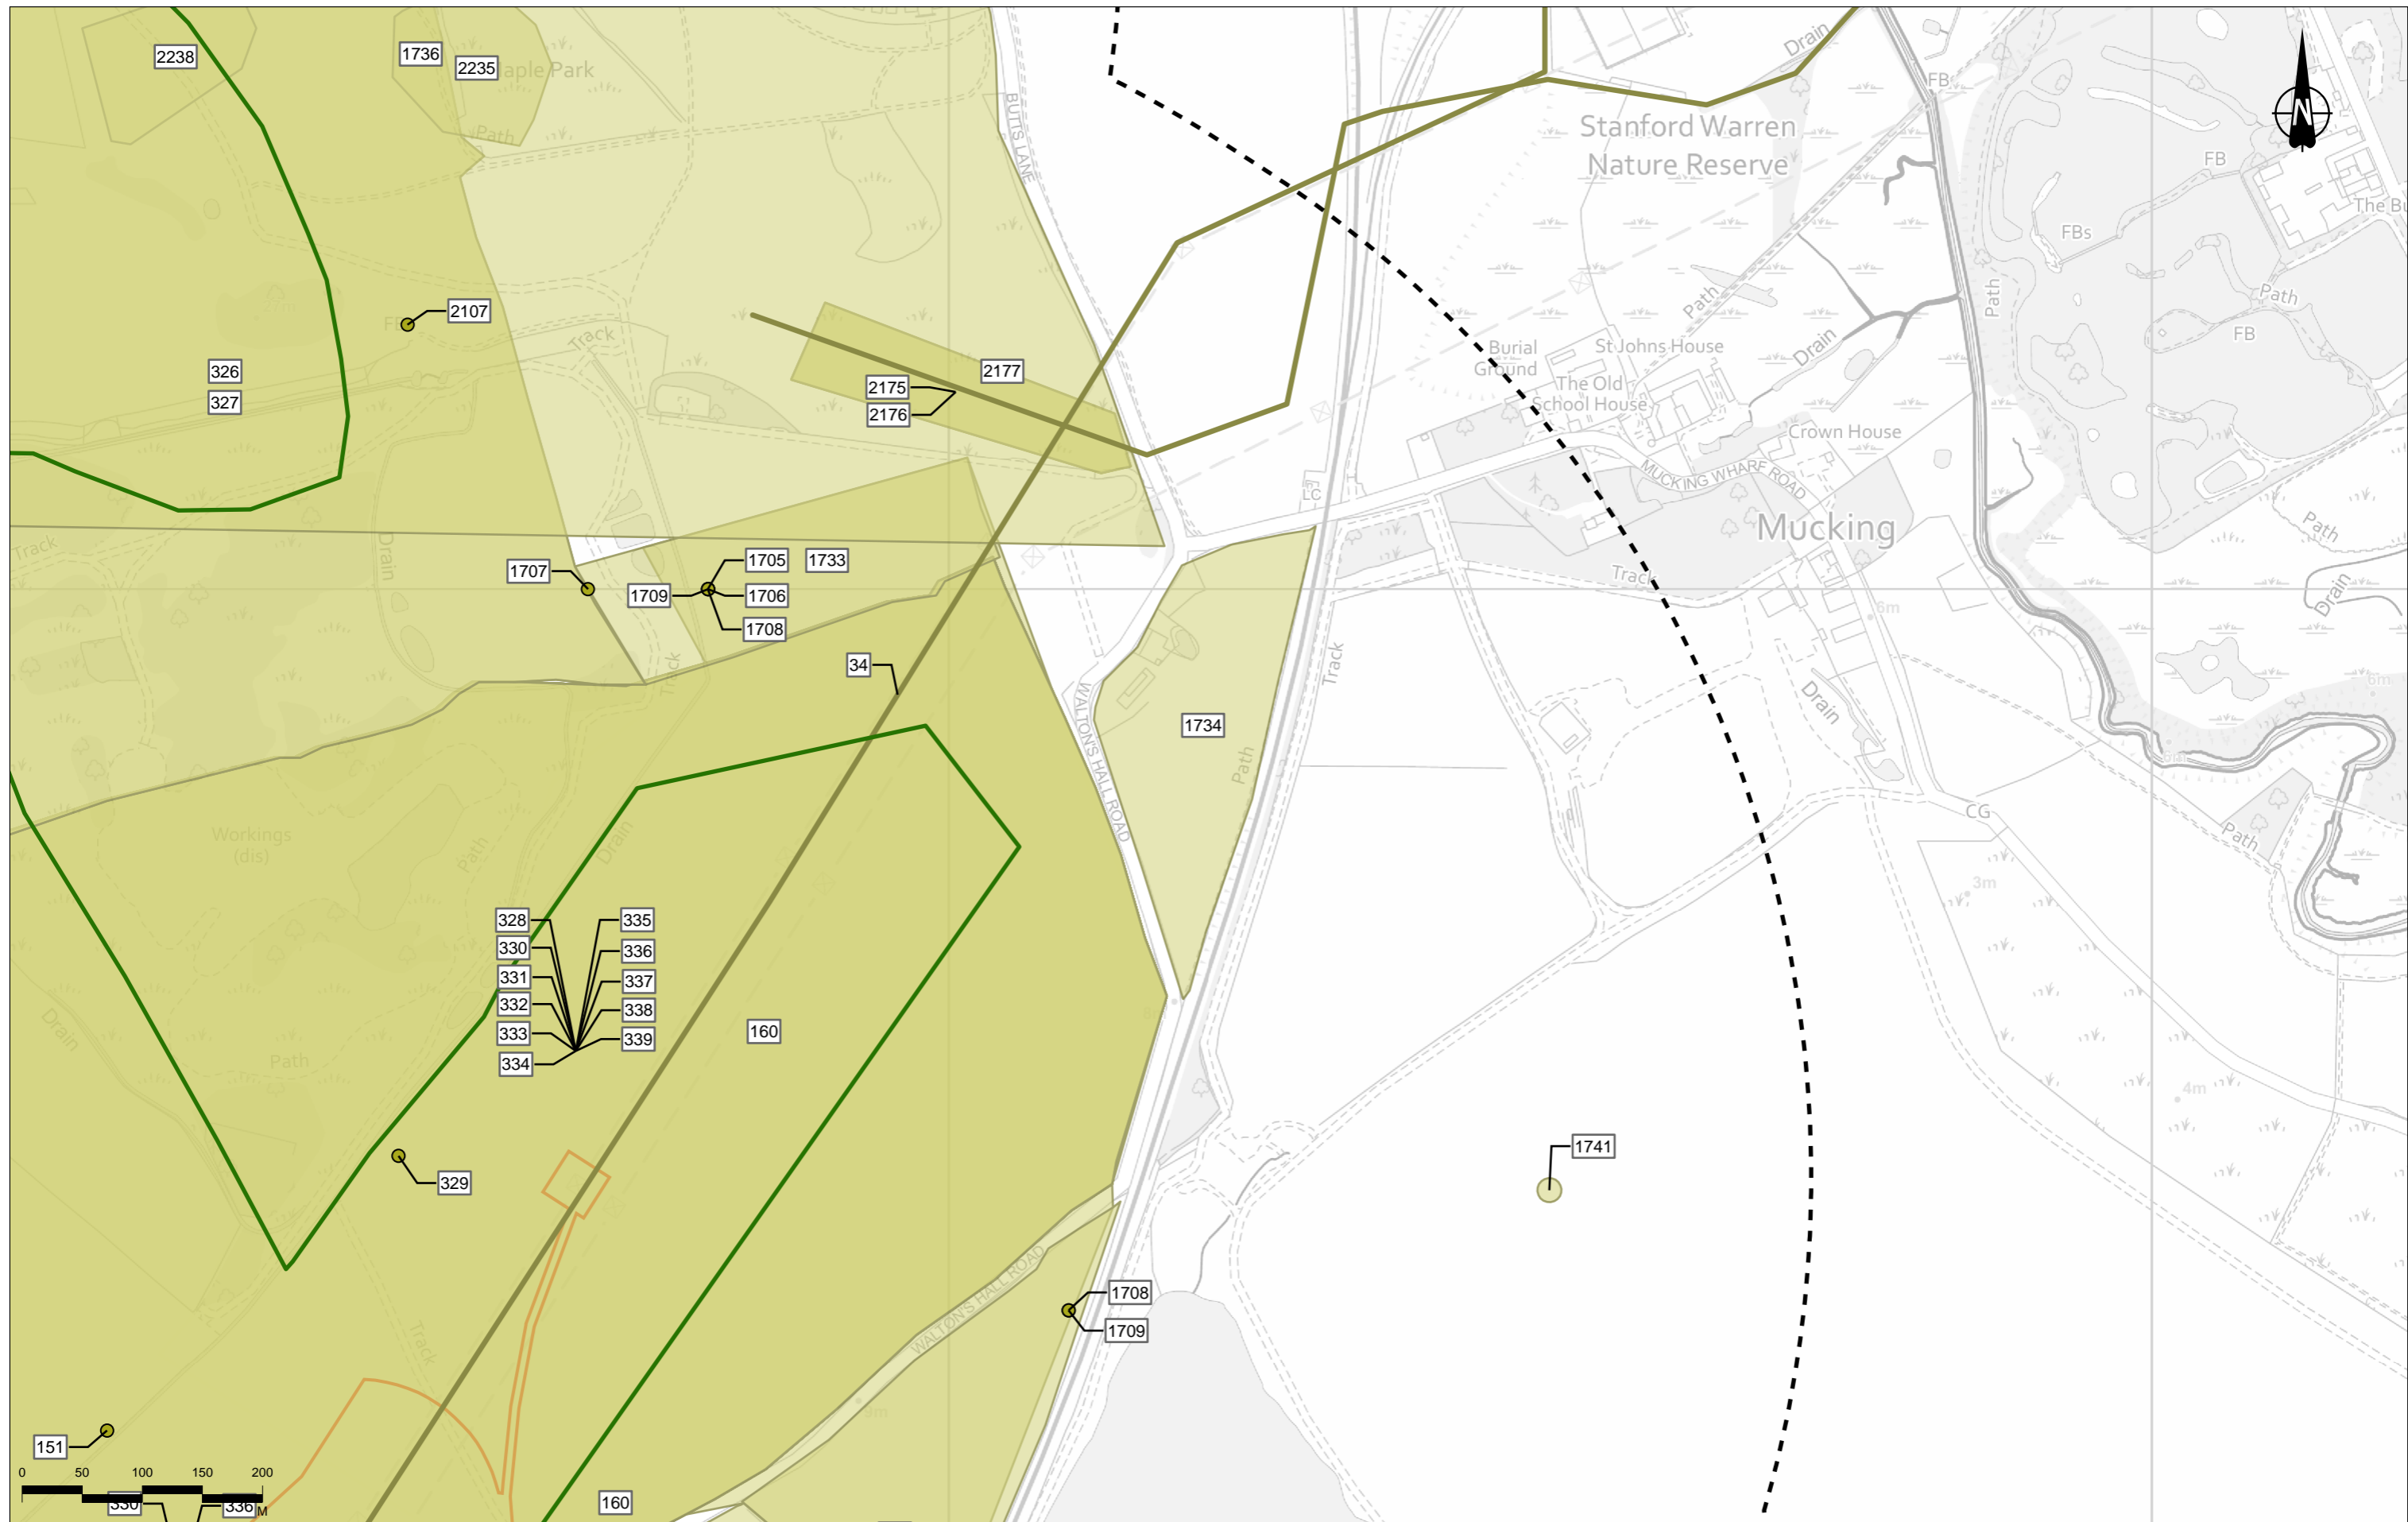 2238
1736
2235
aple Park
Path
BUTTS LANE
Drain
FB
N
Stanford Warren
Nature Reserve
FB
The Bu
FBs
Path
Path
Path
FB
2107
Track
326
327
2177
2175
2176
Burial
Ground
St Johns House
The Old
School House
Drain
Crown House
MUCKING WHARF ROAD
LC
Mucking
Path
Track
Drain
1707
1705
1733
1709
1706
1708
Track
Drain
6m
6m
34
Track
Track
WALTON'S HALL ROAD
1734
Path
Drain
Workings
(dis)
Path
Drain
CG
Path
3m
328
335
330
336
331
337
332
338
333
339
334
160
Drain
Path
4m
329
1741
WALTON'S HALL ROAD
1708
1709
Track
151
0 50 100 150 200
M
330
336
160